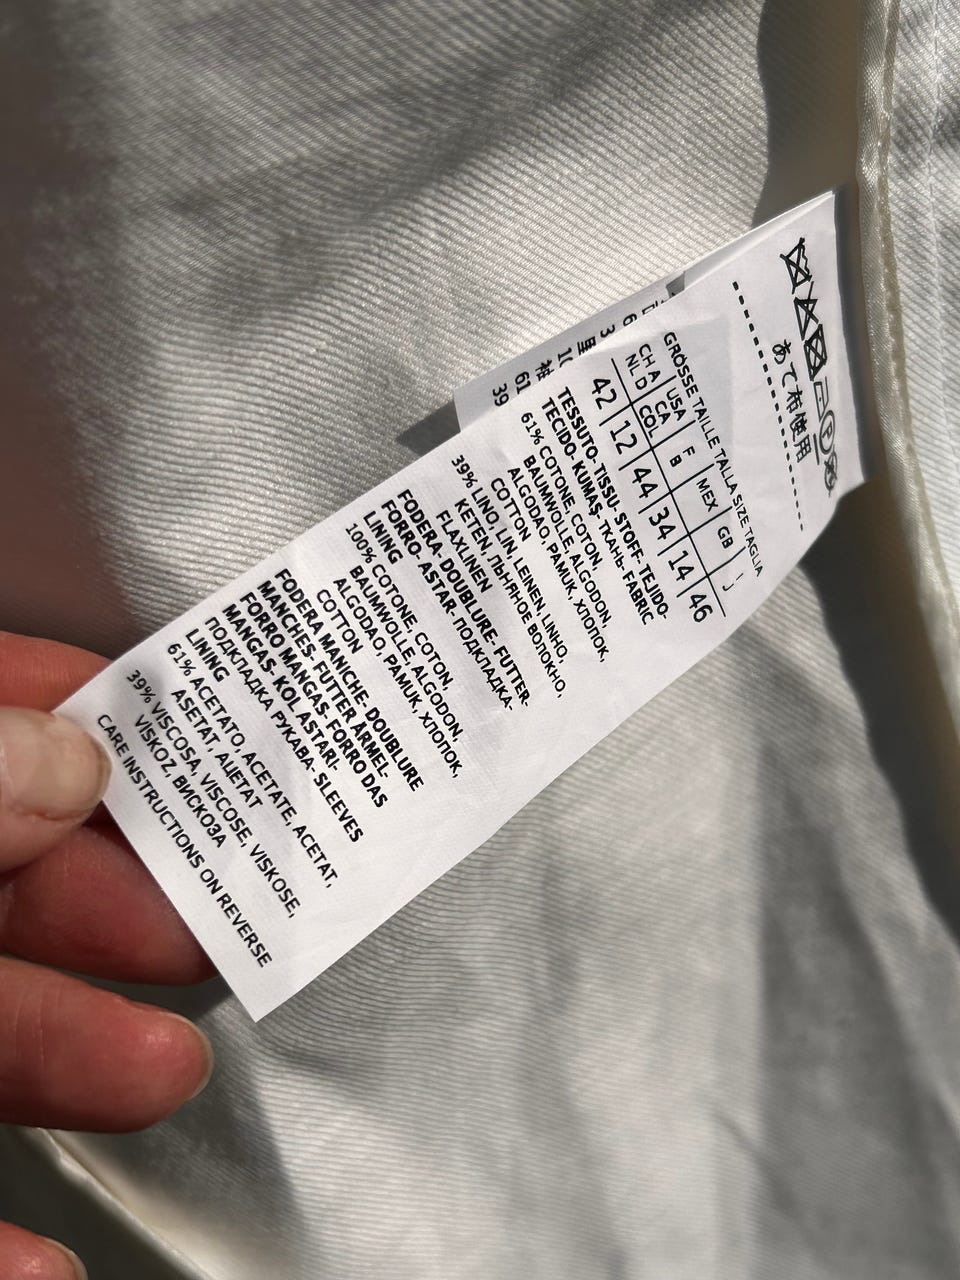 あて布使用
GRÖSSE TAILLE TALLA SIZE TAGLIA
CH A | USA | F | MEX | GB | I
NL D | CA | B | J
COL
42 | 12 | 44 | 34 | 14 | 46
TESSUTO- TISSU- STOFF- TEJIDO-
TECIDO- KUMAŞ- ТКАНЬ- FABRIC
61% COTONE, COTON,
BAUMWOLLE, ALGODON,
ALGODAO, PAMUK, ХЛОПОК,
COTTON
39% LINO, LIN, LEINEN, LINHO,
KETEN, ЛЬНЯНОЕ ВОЛОКНО,
FLAXLINEN
FODERA- DOUBLURE- FUTTER-
FORRO- ASTAR- ПОДКЛАДКА-
LINING
100% COTONE, COTON,
BAUMWOLLE, ALGODON,
ALGODAO, PAMUK, ХЛОПОК,
COTTON
FODERA MANICHE- DOUBLURE
MANCHES- FUTTER ÄRMEL-
FORRO MANGAS- FORRO DAS
MANGAS- KOL ASTARI.
ПОДКЛАДКА РУКАВА- SLEEVES
LINING
61% ACETATO, ACETATE, ACETAT,
ASETAT, АЦЕТАТ
39% VISCOSA, VISCOSE, VISKOSE,
VİSKOZ, ВИСКОЗА
CARE INSTRUCTIONS ON REVERSE